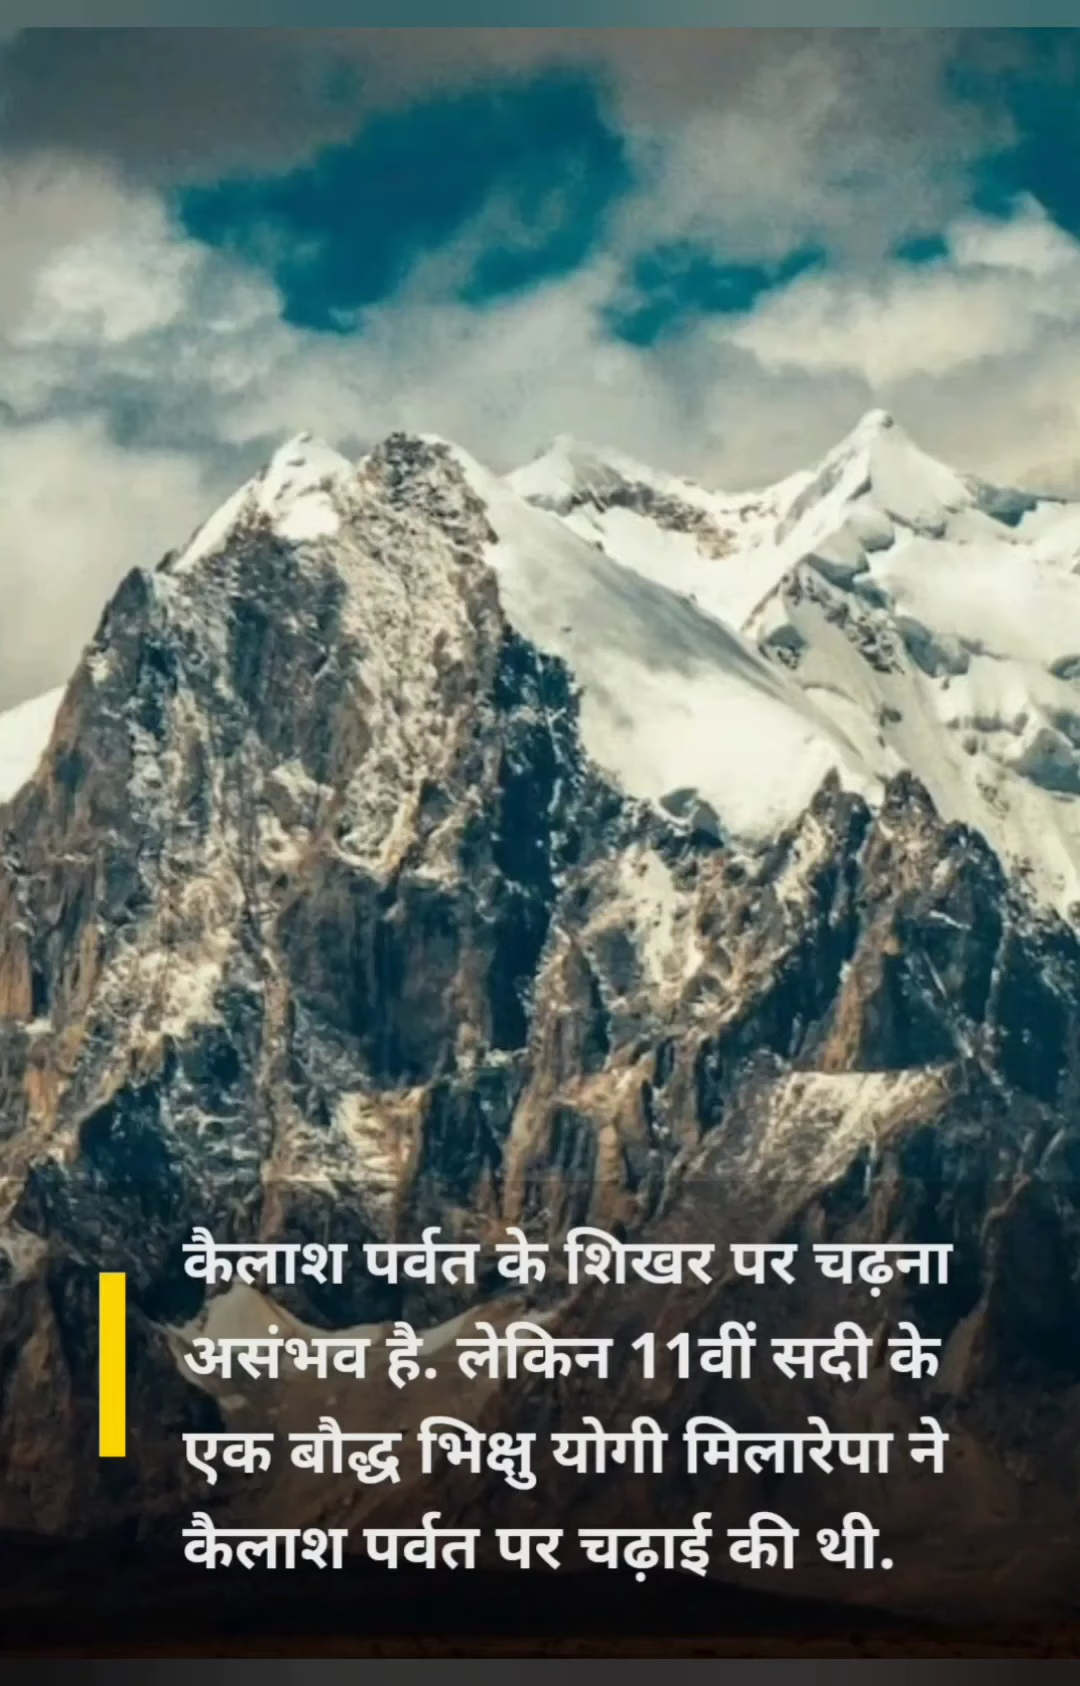 कैलाश पर्वत के शिखर पर चढ़ना
असंभव है. लेकिन 11वीं सदी के
एक बौद्ध भिक्षु योगी मिलारेपा ने
कैलाश पर्वत पर चढ़ाई की थी.